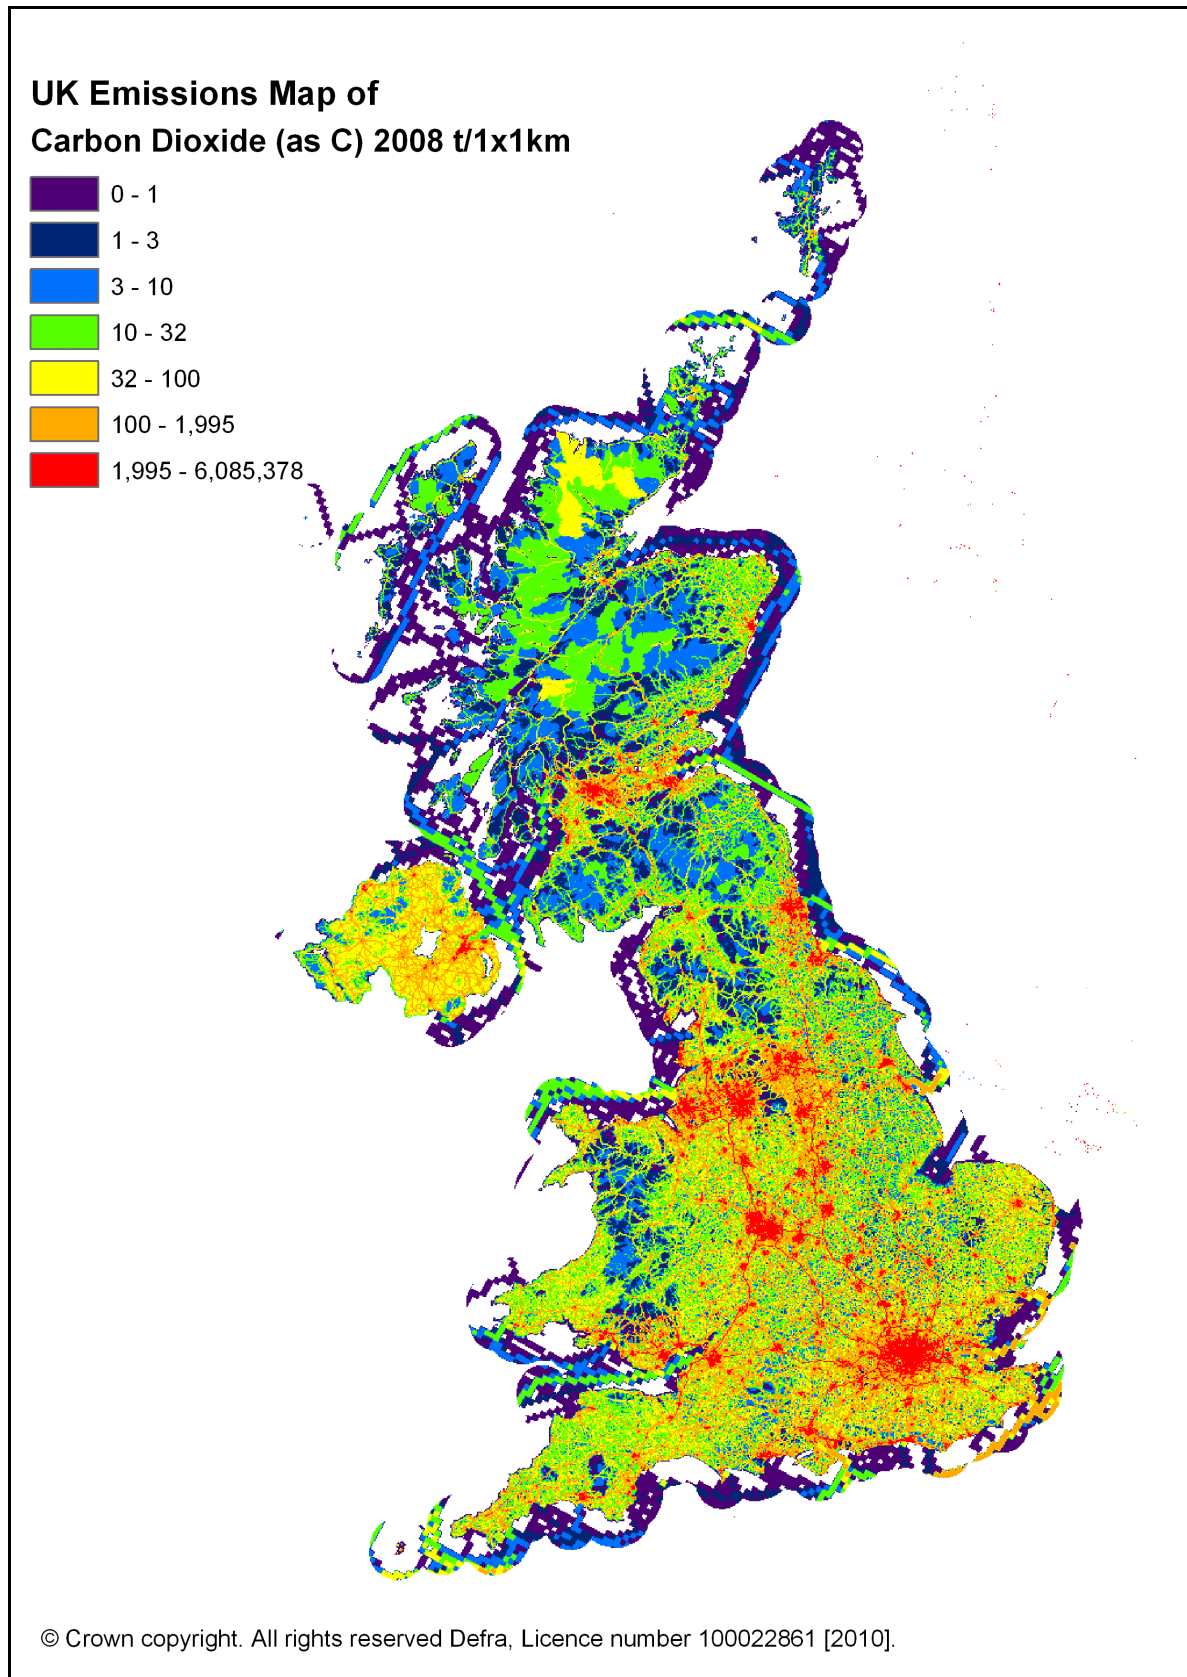 UK Emissions Map of
Carbon Dioxide (as C) 2008 t/1x1km
0 - 1
1 - 3
3 - 10
10 - 32
32 - 100
100 - 1,995
1,995 - 6,085,378
© Crown copyright. All rights reserved Defra, Licence number 100022861 [2010].